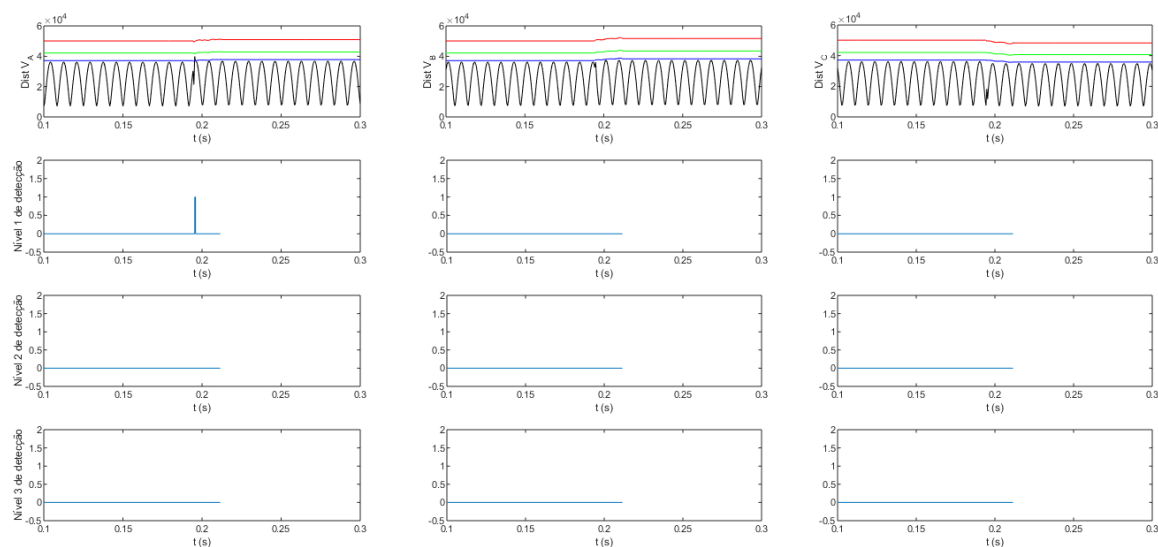 ×10⁴ ×10⁴ ×10⁴
6 6 6
4 4 4
2 2 2
0 0 0
Dist V_A Dist V_B Dist V_C
0.1 0.15 0.2 0.25 0.3 0.1 0.15 0.2 0.25 0.3 0.1 0.15 0.2 0.25 0.3
t (s) t (s) t (s)
2 2 2
1.5 1.5 1.5
1 1 1
0.5 0.5 0.5
0 0 0
-0.5 -0.5 -0.5
Nível 1 de detecção
0.1 0.15 0.2 0.25 0.3 0.1 0.15 0.2 0.25 0.3 0.1 0.15 0.2 0.25 0.3
t (s) t (s) t (s)
2 2 2
1.5 1.5 1.5
1 1 1
0.5 0.5 0.5
0 0 0
-0.5 -0.5 -0.5
Nível 2 de detecção
0.1 0.15 0.2 0.25 0.3 0.1 0.15 0.2 0.25 0.3 0.1 0.15 0.2 0.25 0.3
t (s) t (s) t (s)
2 2 2
1.5 1.5 1.5
1 1 1
0.5 0.5 0.5
0 0 0
-0.5 -0.5 -0.5
Nível 3 de detecção
0.1 0.15 0.2 0.25 0.3 0.1 0.15 0.2 0.25 0.3 0.1 0.15 0.2 0.25 0.3
t (s) t (s) t (s)